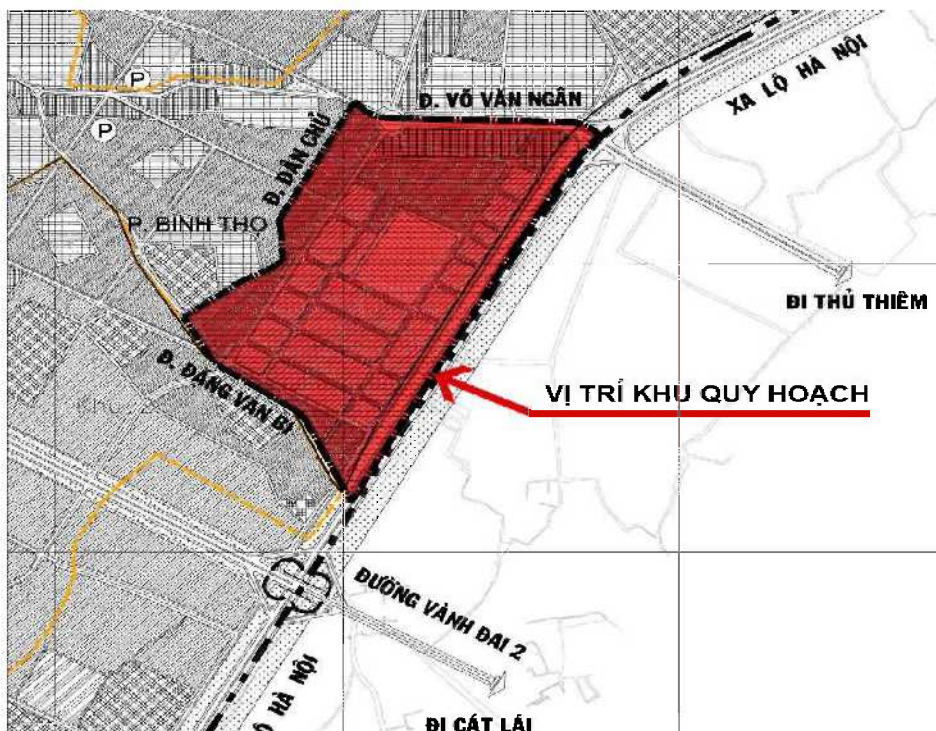 XA LỘ HÀ NỘI
Đ. VÕ VĂN NGÂN
P
P
Đ. DÂN CHỦ
P. BÌNH THỌ
ĐI THỦ THIÊM
VỊ TRÍ KHU QUY HOẠCH
Đ. ĐẶNG VĂN BI
ĐƯỜNG VÀNH ĐAI 2
Ộ HÀ NỘI
ĐI CÁT LÁI